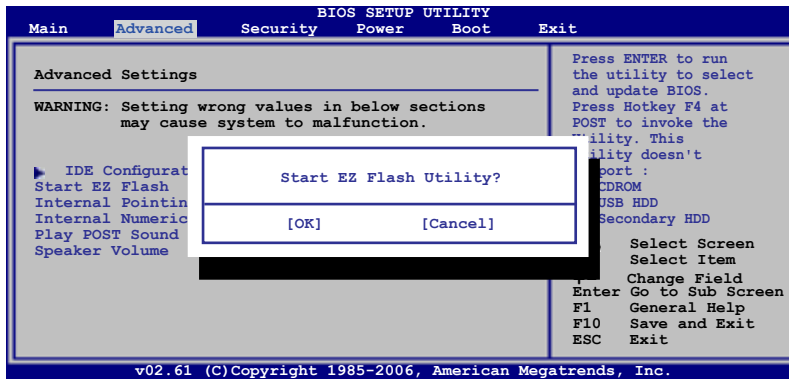 BIOS SETUP UTILITY
Main Advanced Security Power Boot Exit
Advanced Settings
WARNING: Setting wrong values in below sections
may cause system to malfunction.
IDE Configurat
Start EZ Flash
Internal Pointin
Internal Numeric
Play POST Sound
Speaker Volume
Start EZ Flash Utility?
[OK] [Cancel]
Press ENTER to run
the utility to select
and update BIOS.
Press Hotkey F4 at
POST to invoke the
ility. This
ility doesn't
port :
CDROM
USB HDD
Secondary HDD
Select Screen
Select Item
Change Field
Enter Go to Sub Screen
F1 General Help
F10 Save and Exit
ESC Exit
v02.61 (C)Copyright 1985-2006, American Megatrends, Inc.